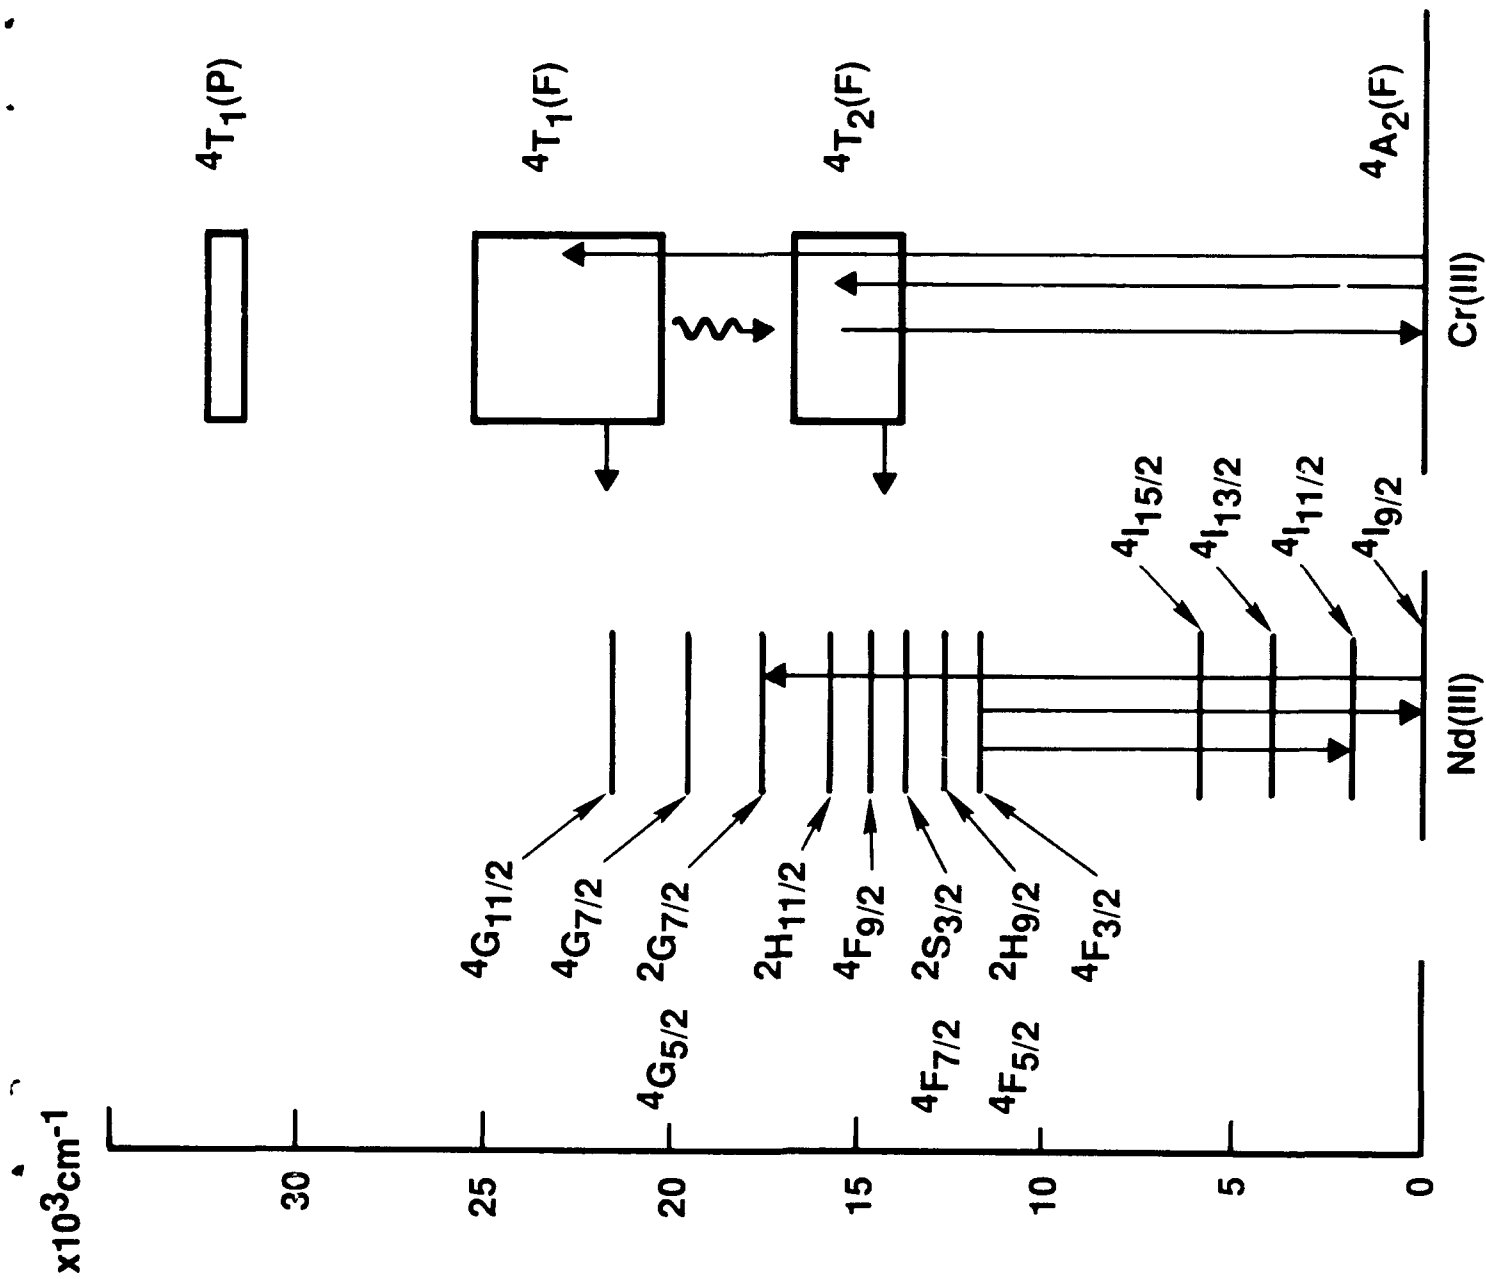 x10³cm⁻¹
30
25
20
15
10
5
0
⁴G₁₁/₂
⁴G₇/₂
⁴G₅/₂ ²G₇/₂
²H₁₁/₂
⁴F₉/₂
⁴F₇/₂ ²S₃/₂
⁴F₅/₂ ²H₉/₂
⁴F₃/₂
⁴I₁₅/₂
⁴I₁₃/₂
⁴I₁₁/₂
⁴I₉/₂
Nd(III)
⁴T₁(P)
⁴T₁(F)
⁴T₂(F)
⁴A₂(F)
Cr(III)